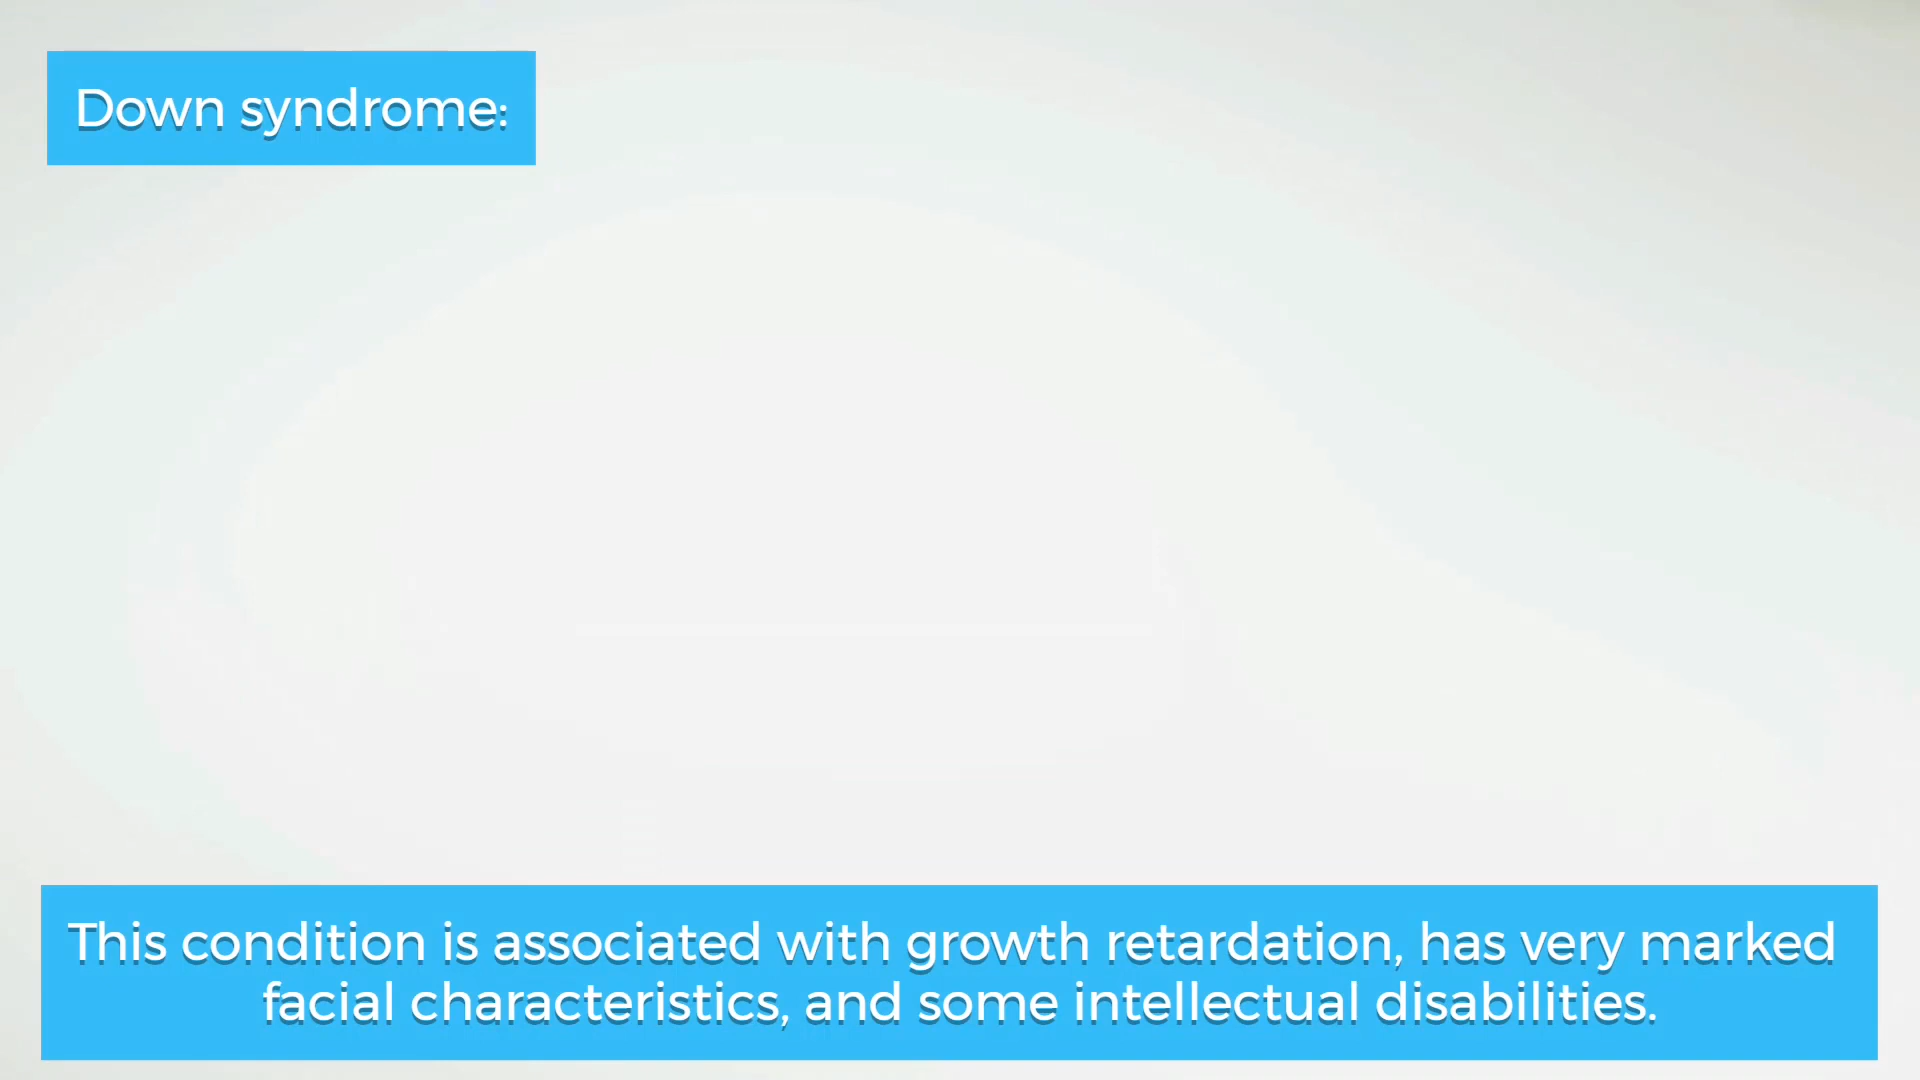 Down syndrome:
This condition is associated with growth retardation, has very marked
facial characteristics, and some intellectual disabilities.